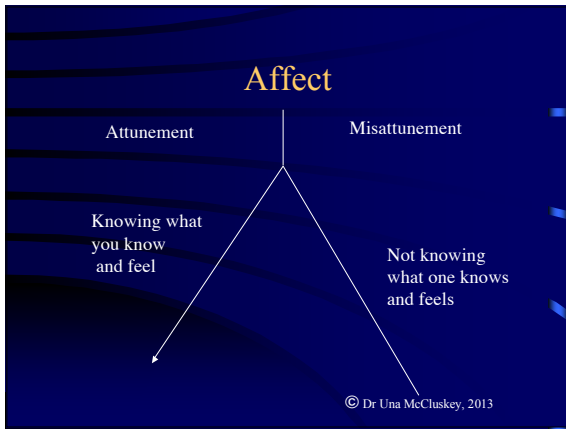 Affect
Attunement
Misattunement
Knowing what
you know
and feel
Not knowing
what one knows
and feels
© Dr Una McCluskey, 2013